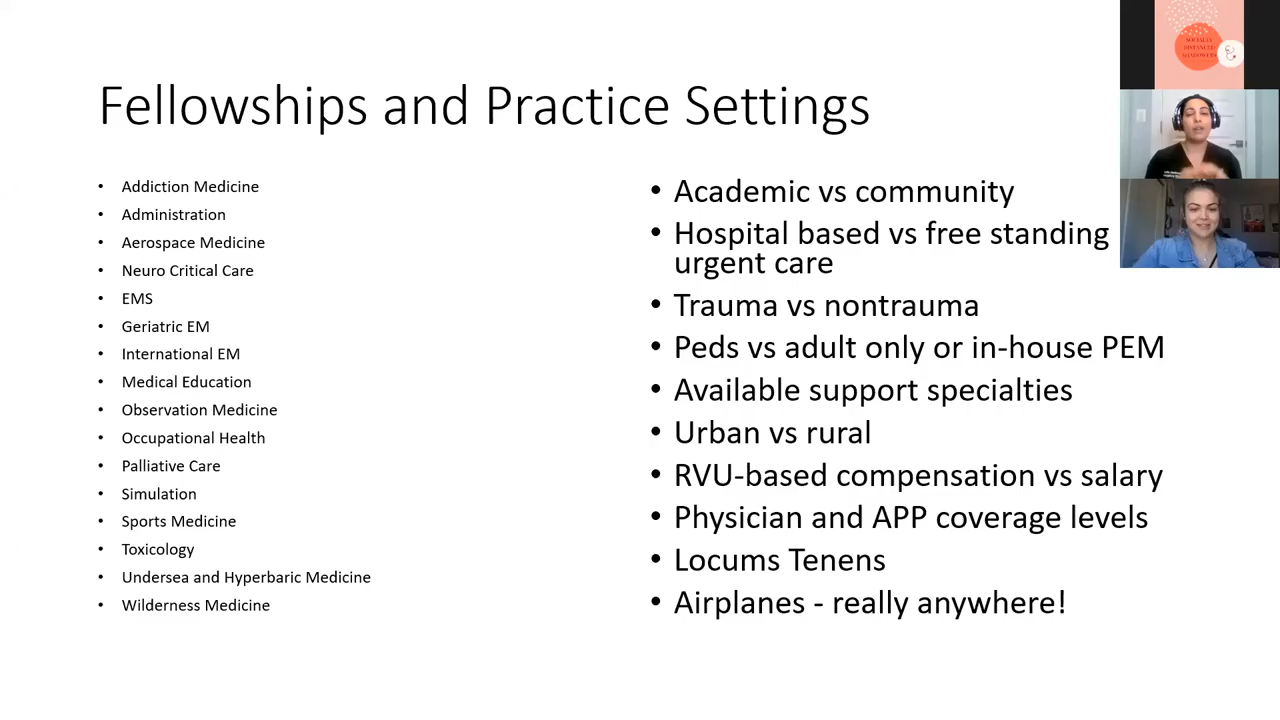 Fellowships and Practice Settings
• Addiction Medicine
• Administration
• Aerospace Medicine
• Neuro Critical Care
• EMS
• Geriatric EM
• International EM
• Medical Education
• Observation Medicine
• Occupational Health
• Palliative Care
• Simulation
• Sports Medicine
• Toxicology
• Undersea and Hyperbaric Medicine
• Wilderness Medicine
• Academic vs community
• Hospital based vs free standing
urgent care
• Trauma vs nontrauma
• Peds vs adult only or in-house PEM
• Available support specialties
• Urban vs rural
• RVU-based compensation vs salary
• Physician and APP coverage levels
• Locums Tenens
• Airplanes - really anywhere!
SOCIALLY
DISTANCED
SHADOWERS